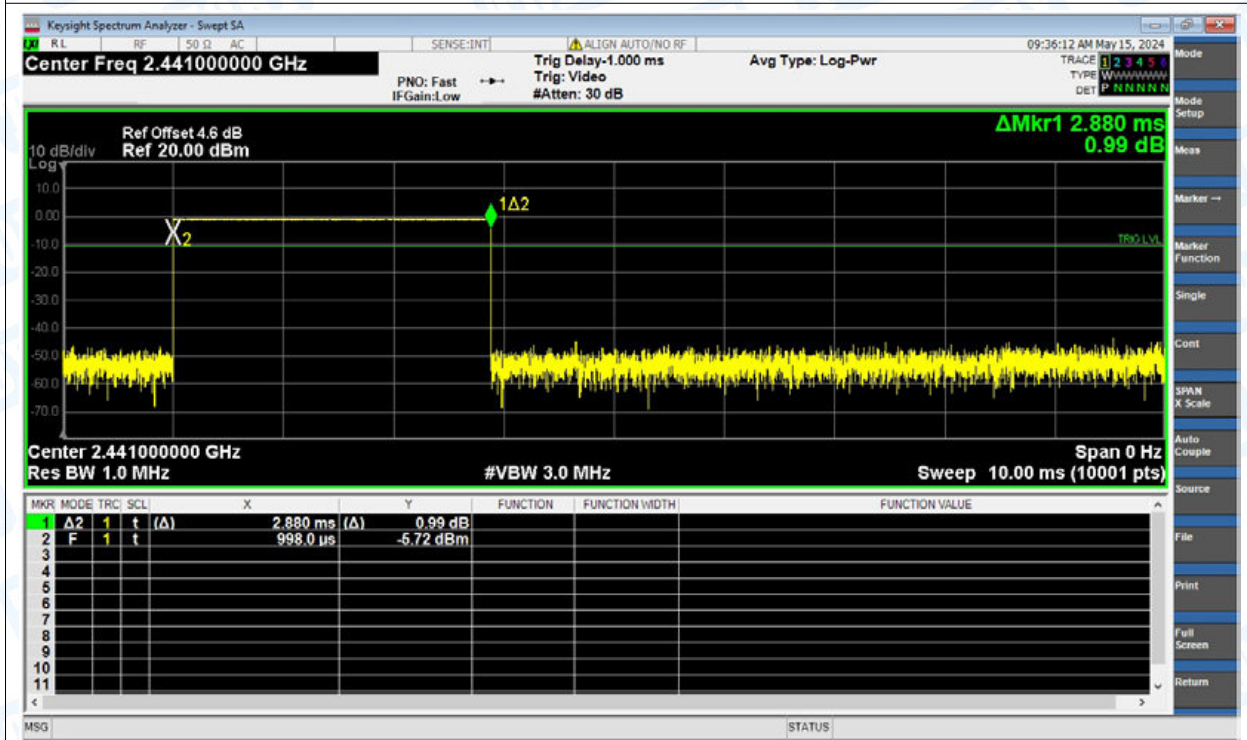 Keysight Spectrum Analyzer - Swept SA
RL RF 50 Ω AC SENSE:INT ALIGN AUTO/NO RF 09:36:12 AM May 15, 2024
Center Freq 2.441000000 GHz
PNO: Fast
IFGain:Low
Trig Delay-1.000 ms
Trig: Video
#Atten: 30 dB
Avg Type: Log-Pwr
TRACE 1 2 3 4 5 6
TYPE WWWWWW
DET P N N N N N
ΔMkr1 2.880 ms
0.99 dB
Ref Offset 4.6 dB
10 dB/div Ref 20.00 dBm
Log
10.0
0.00
-10.0
-20.0
-30.0
-40.0
-50.0
-60.0
-70.0
1Δ2
X2
TRIG LVL
Center 2.441000000 GHz Span 0 Hz
Res BW 1.0 MHz #VBW 3.0 MHz Sweep 10.00 ms (10001 pts)
MKR MODE TRC SCL X Y FUNCTION FUNCTION WIDTH FUNCTION VALUE
1 Δ2 1 t (Δ) 2.880 ms (Δ) 0.99 dB
2 F 1 t 998.0 µs -5.72 dBm
3
4
5
6
7
8
9
10
11
MSG STATUS
Mode
Mode Setup
Meas
Marker →
Marker Function
Single
Cont
SPAN X Scale
Auto Couple
Source
File
Print
Full Screen
Return